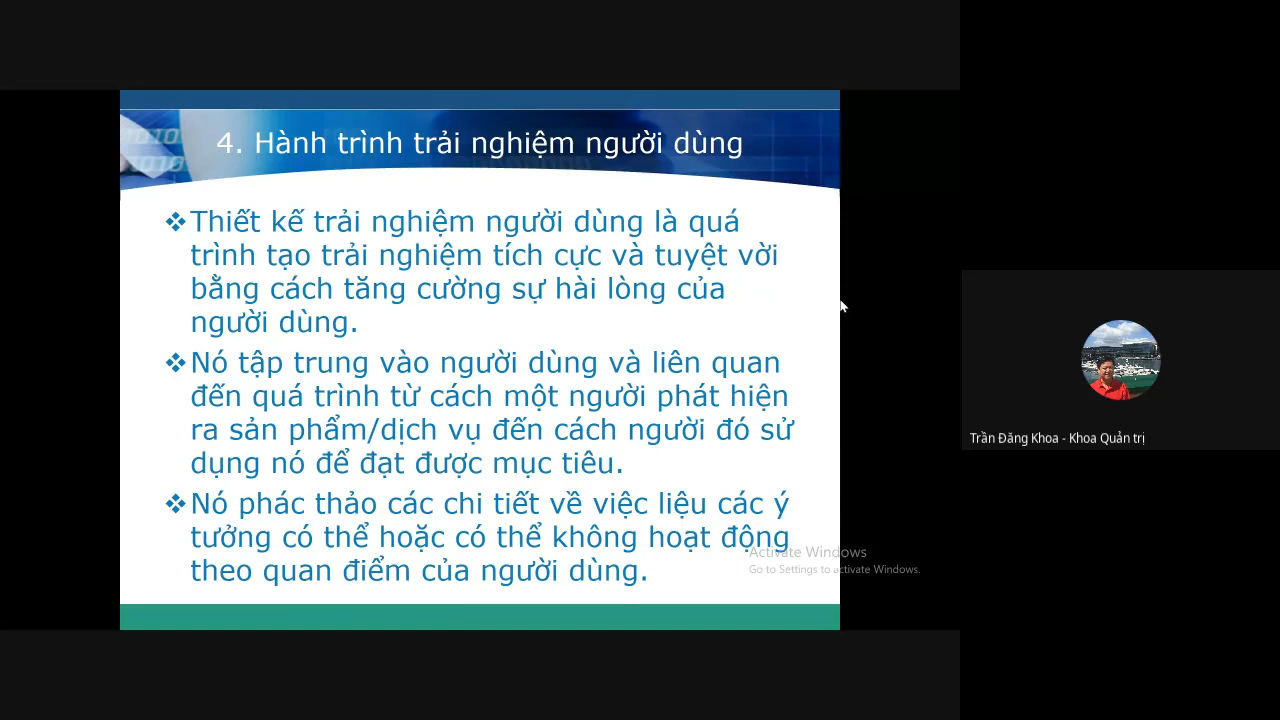 4. Hành trình trải nghiệm người dùng
❖Thiết kế trải nghiệm người dùng là quá
trình tạo trải nghiệm tích cực và tuyệt vời
bằng cách tăng cường sự hài lòng của
người dùng.
❖Nó tập trung vào người dùng và liên quan
đến quá trình từ cách một người phát hiện
ra sản phẩm/dịch vụ đến cách người đó sử
dụng nó để đạt được mục tiêu.
❖Nó phác thảo các chi tiết về việc liệu các ý
tưởng có thể hoặc có thể không hoạt động
theo quan điểm của người dùng.
Activate Windows
Go to Settings to activate Windows.
Trần Đăng Khoa - Khoa Quản trị